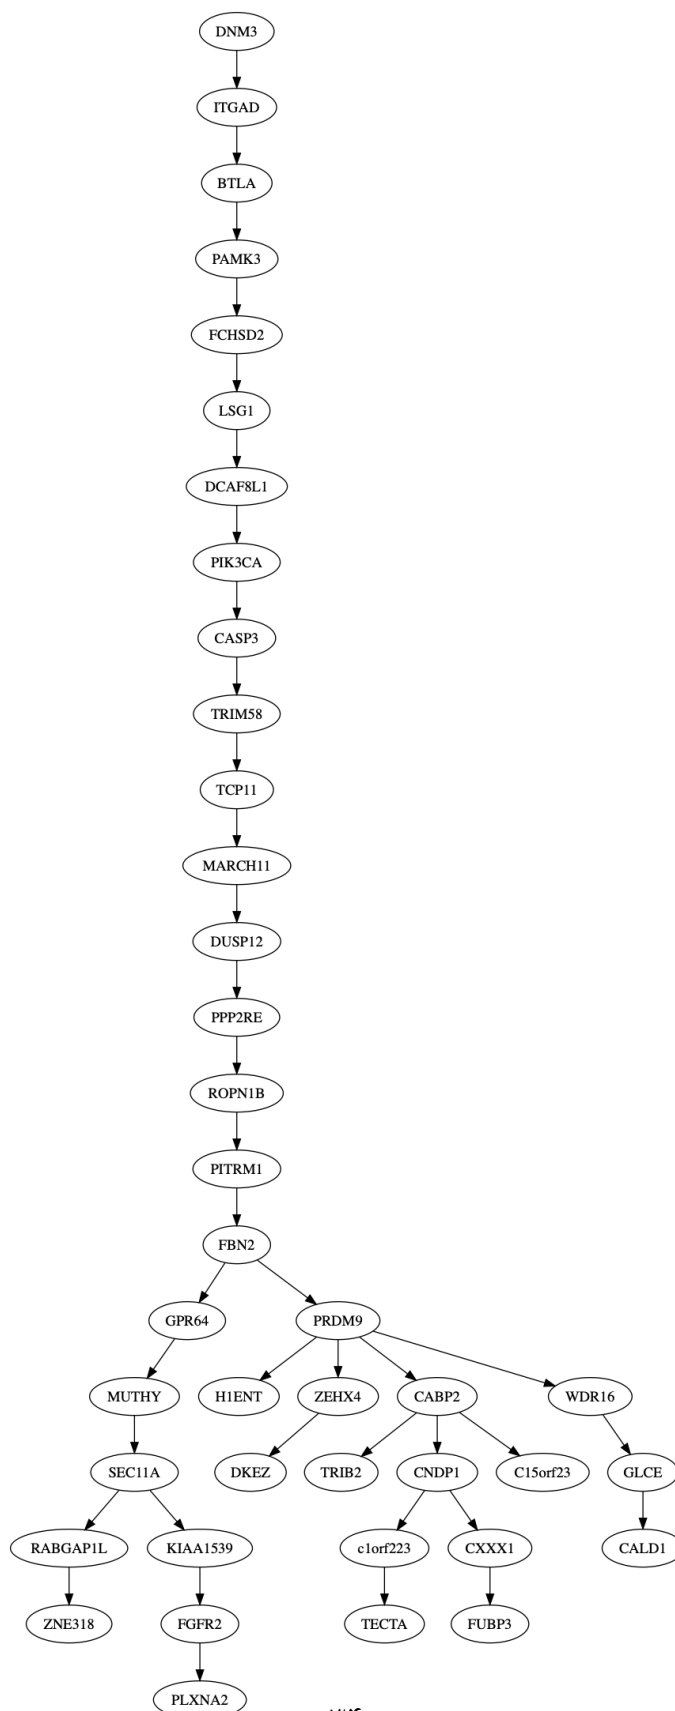 DNM3
ITGAD
BTLA
PAMK3
FCHSD2
LSG1
DCAF8L1
PIK3CA
CASP3
TRIM58
TCP11
MARCH11
DUSP12
PPP2RE
ROPN1B
PITRM1
FBN2
GPR64 PRDM9
MUTHY H1ENT ZEHX4 CABP2 WDR16
SEC11A DKEZ TRIB2 CNDP1 C15orf23 GLCE
RABGAP1L KIAA1539 c1orf223 CXXX1 CALD1
ZNE318 FGFR2 TECTA FUBP3
PLXNA2